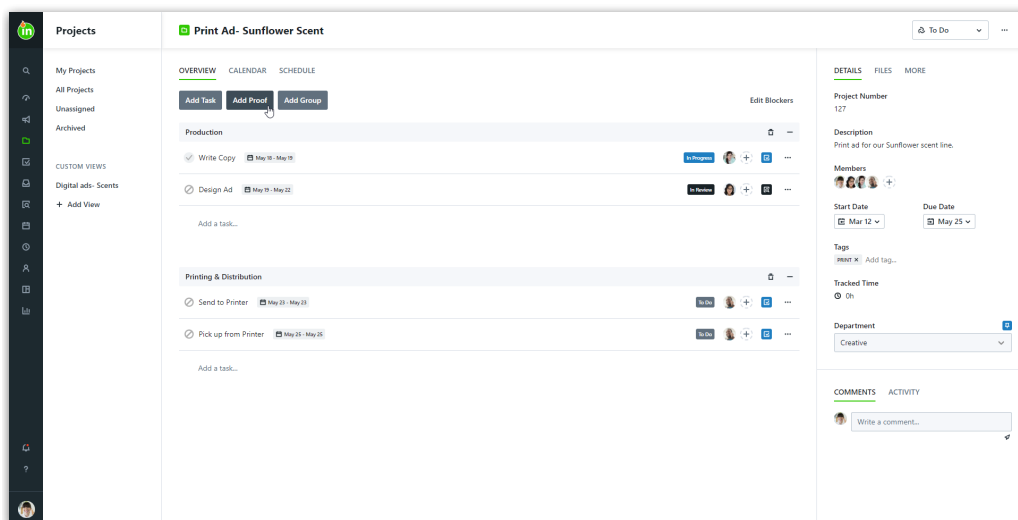 in
Projects
Print Ad- Sunflower Scent
To Do
My Projects
All Projects
Unassigned
Archived
CUSTOM VIEWS
Digital ads- Scents
+ Add View
OVERVIEW CALENDAR SCHEDULE
Add Task Add Proof Add Group
Edit Blockers
Production
Write Copy May 18 - May 19 In Progress
Design Ad May 19 - May 22 In Review
Add a task...
Printing & Distribution
Send to Printer May 23 - May 23 To Do
Pick up from Printer May 25 - May 25 To Do
Add a task...
DETAILS FILES MORE
Project Number
127
Description
Print ad for our Sunflower scent line.
Members
Start Date Due Date
Mar 12 May 25
Tags
PRINT × Add tag...
Tracked Time
0h
Department
Creative
COMMENTS ACTIVITY
Write a comment...